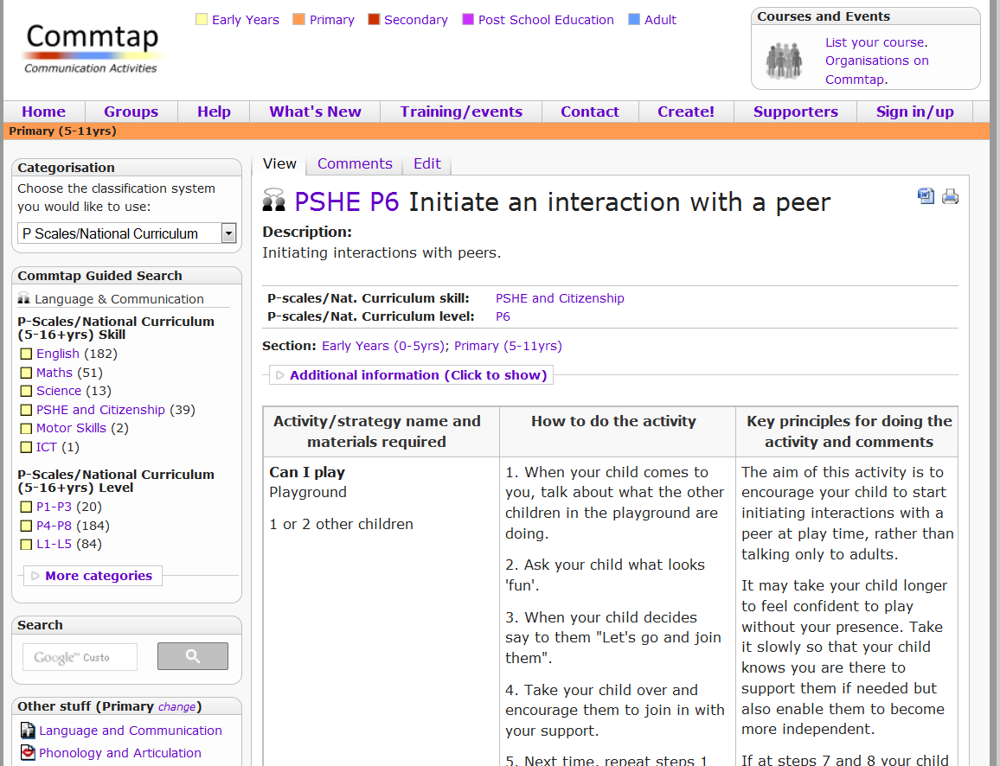 Commtap
Communication Activities
Early Years Primary Secondary Post School Education Adult
Courses and Events
List your course.
Organisations on
Commtap.
Home Groups Help What's New Training/events Contact Create! Supporters Sign in/up
Primary (5-11yrs)
Categorisation
Choose the classification system
you would like to use:
P Scales/National Curriculum
Commtap Guided Search
Language & Communication
P-Scales/National Curriculum
(5-16+yrs) Skill
English (182)
Maths (51)
Science (13)
PSHE and Citizenship (39)
Motor Skills (2)
ICT (1)
P-Scales/National Curriculum
(5-16+yrs) Level
P1-P3 (20)
P4-P8 (184)
L1-L5 (84)
More categories
Search
Google™ Custo
Other stuff (Primary change)
Language and Communication
Phonology and Articulation
View Comments Edit
PSHE P6 Initiate an interaction with a peer
Description:
Initiating interactions with peers.
P-scales/Nat. Curriculum skill: PSHE and Citizenship
P-scales/Nat. Curriculum level: P6
Section: Early Years (0-5yrs); Primary (5-11yrs)
Additional information (Click to show)
Activity/strategy name and
materials required
How to do the activity
Key principles for doing the
activity and comments
Can I play
Playground
1 or 2 other children
1. When your child comes to
you, talk about what the other
children in the playground are
doing.
2. Ask your child what looks
'fun'.
3. When your child decides
say to them "Let's go and join
them".
4. Take your child over and
encourage them to join in with
your support.
5. Next time, repeat steps 1
The aim of this activity is to
encourage your child to start
initiating interactions with a
peer at play time, rather than
talking only to adults.
It may take your child longer
to feel confident to play
without your presence. Take
it slowly so that your child
knows you are there to
support them if needed but
also enable them to become
more independent.
If at steps 7 and 8 your child